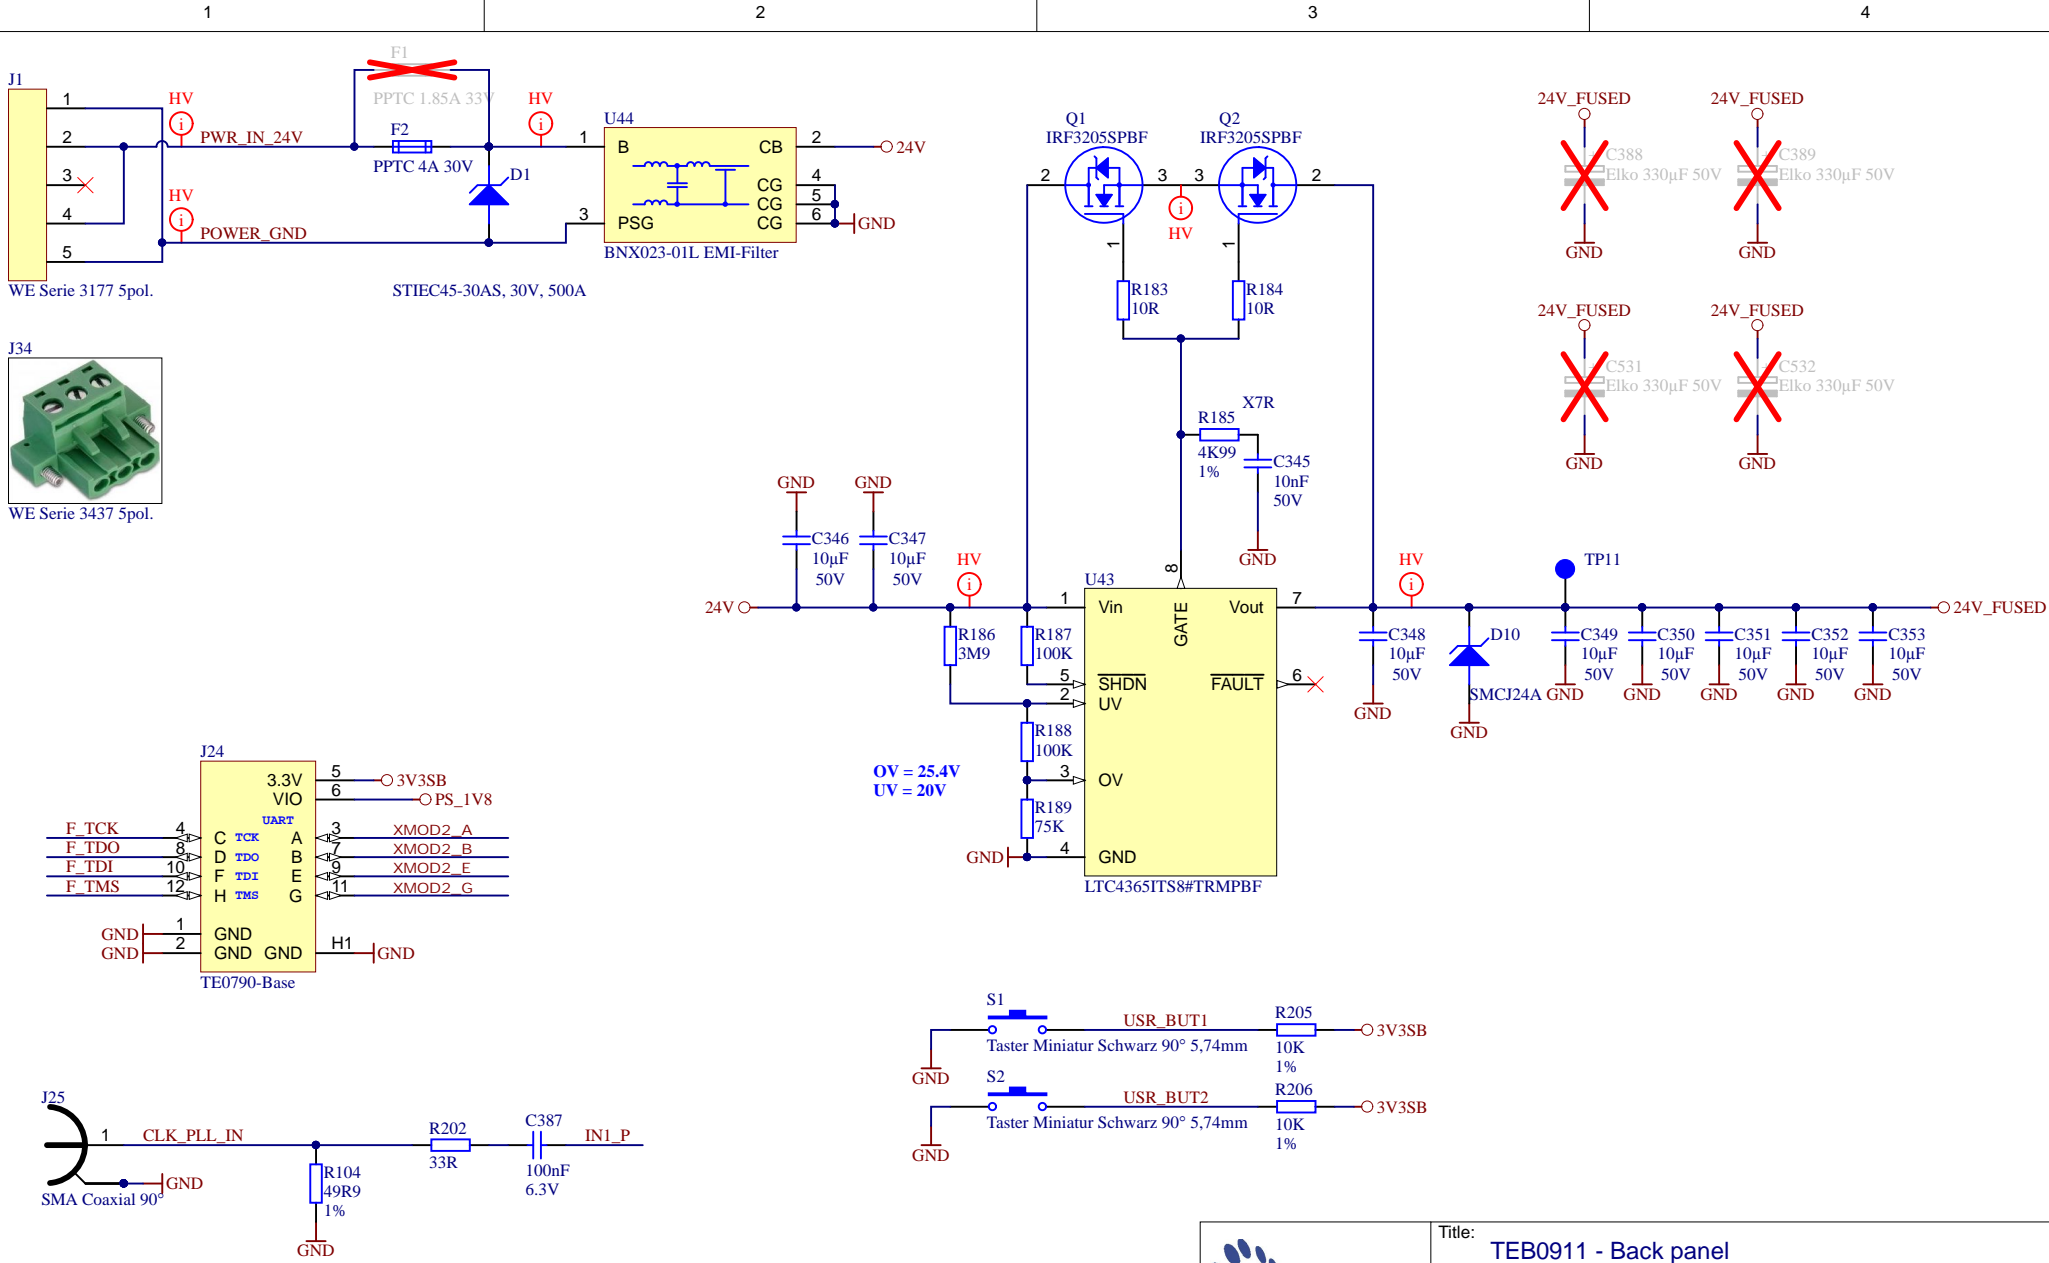 1
2
3
4
J1
1
2
3
4
5
WE Serie 3177 5pol.
HV
PWR_IN_24V
HV
POWER_GND
F1
PPTC 1.85A 33V
F2
PPTC 4A 30V
D1
STIEC45-30AS, 30V, 500A
HV
U44
1
B
CB
2
24V
CG
4
CG
5
3
PSG
CG
6
GND
BNX023-01L EMI-Filter
J34
WE Serie 3437 5pol.
Q1
IRF3205SPBF
Q2
IRF3205SPBF
2
3
3
2
HV
1
1
R183
10R
R184
10R
X7R
R185
4K99
1%
C345
10nF
50V
GND
24V_FUSED
C388
Elko 330µF 50V
GND
24V_FUSED
C389
Elko 330µF 50V
GND
24V_FUSED
C531
Elko 330µF 50V
GND
24V_FUSED
C532
Elko 330µF 50V
GND
GND
C346
10µF
50V
GND
C347
10µF
50V
HV
24V
R186
3M9
R187
100K
R188
100K
R189
75K
GND
OV = 25.4V
UV = 20V
U43
1
Vin
8
GATE
Vout
7
5
SHDN
FAULT
6
2
UV
3
OV
4
GND
LTC4365ITS8#TRMPBF
HV
C348
10µF
50V
GND
D10
SMCJ24A
GND
TP11
C349
10µF
50V
GND
C350
10µF
50V
GND
C351
10µF
50V
GND
C352
10µF
50V
GND
C353
10µF
50V
GND
24V_FUSED
J24
3.3V
5
3V3SB
VIO
6
PS_1V8
UART
F_TCK
4
C
TCK
A
3
XMOD2_A
F_TDO
8
D
TDO
B
7
XMOD2_B
F_TDI
10
F
TDI
E
9
XMOD2_E
F_TMS
12
H
TMS
G
11
XMOD2_G
GND
1
GND
GND
2
GND
GND
H1
GND
TE0790-Base
S1
USR_BUT1
Taster Miniatur Schwarz 90° 5,74mm
GND
R205
10K
1%
3V3SB
S2
USR_BUT2
Taster Miniatur Schwarz 90° 5,74mm
GND
R206
10K
1%
3V3SB
J25
1
CLK_PLL_IN
GND
SMA Coaxial 90°
R104
49R9
1%
GND
R202
33R
C387
100nF
6.3V
IN1_P
Title:
TEB0911 - Back panel